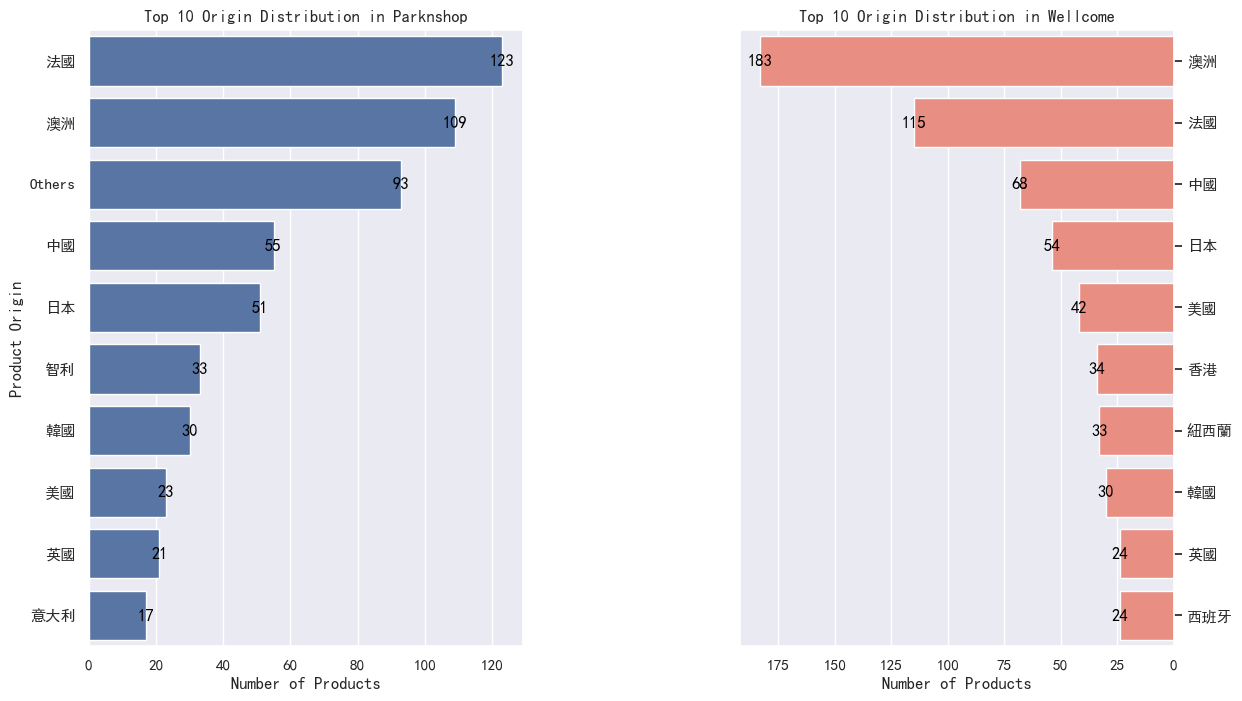 Top 10 Origin Distribution in Parknshop
Product Origin
法國
123
澳洲
109
Others
93
中國
55
日本
51
智利
33
韓國
30
美國
23
英國
21
意大利
17
0 20 40 60 80 100 120
Number of Products
Top 10 Origin Distribution in Wellcome
183
澳洲
115
法國
68
中國
54
日本
42
美國
34
香港
33
紐西蘭
30
韓國
24
英國
24
西班牙
175 150 125 100 75 50 25 0
Number of Products